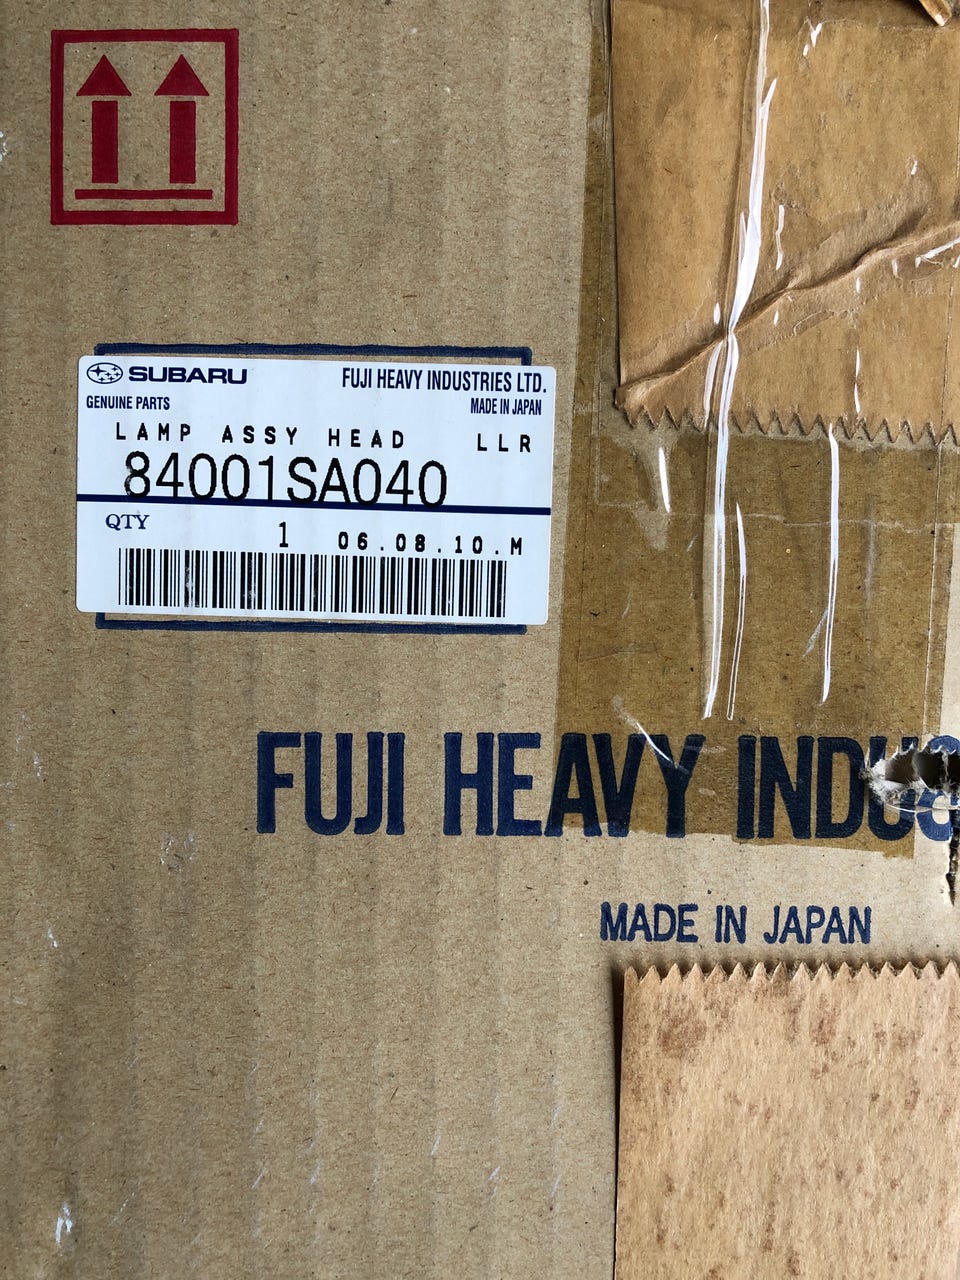 SUBARU FUJI HEAVY INDUSTRIES LTD.
GENUINE PARTS MADE IN JAPAN
LAMP ASSY HEAD LLR
84001SA040
QTY 1 06.08.10.M
FUJI HEAVY INDUS
MADE IN JAPAN